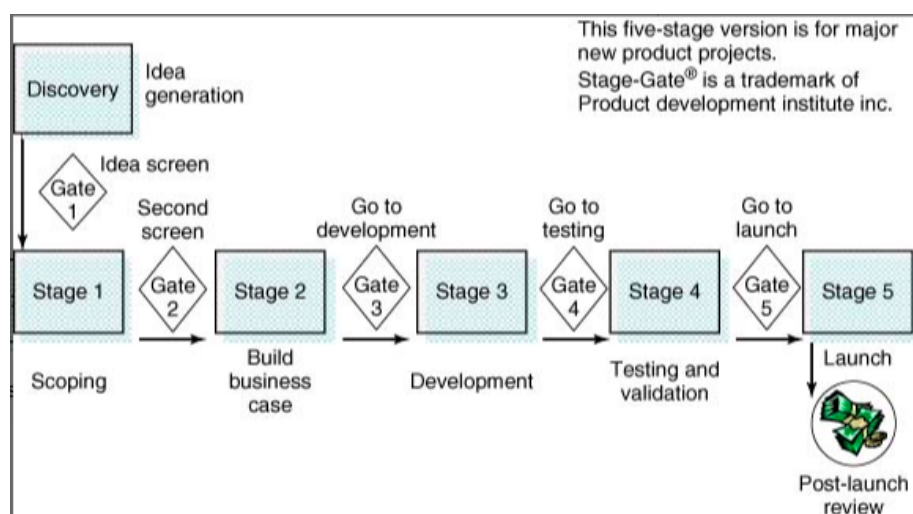 This five-stage version is for major
new product projects.
Stage-Gate® is a trademark of
Product development institute inc.
Discovery
Idea
generation
Idea screen
Gate
1
Second
screen
Go to
development
Go to
testing
Go to
launch
Stage 1
Gate
2
Stage 2
Gate
3
Stage 3
Gate
4
Stage 4
Gate
5
Stage 5
Scoping
Build
business
case
Development
Testing and
validation
Launch
Post-launch
review